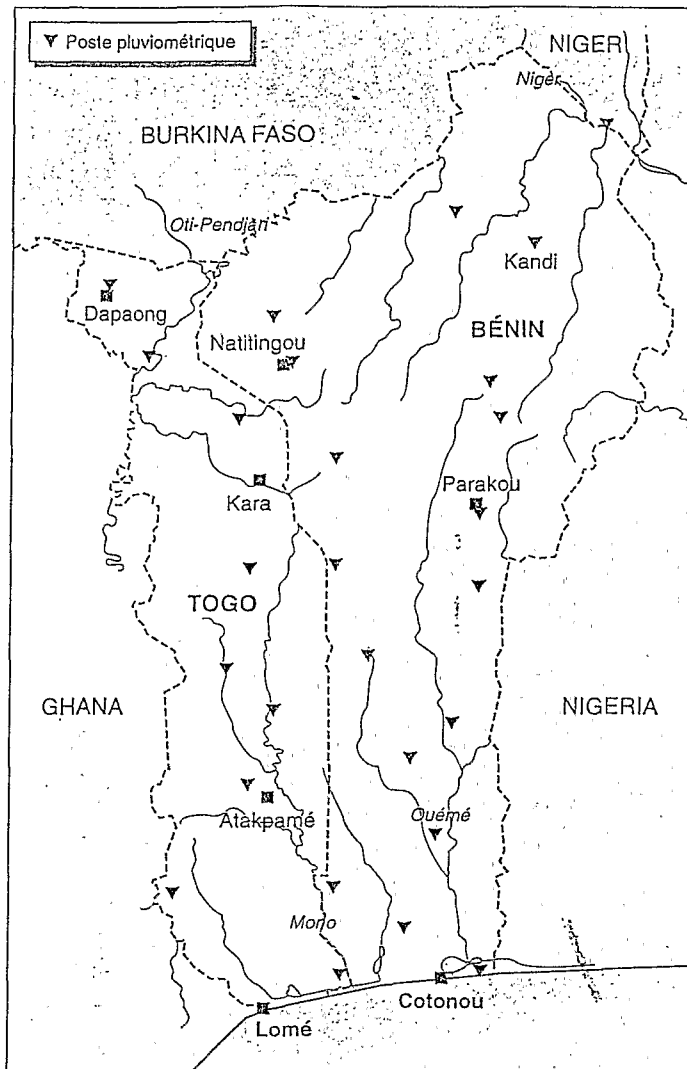 Poste pluviométrique
NIGER
Niger
BURKINA FASO
Oti-Pendjari
Kandi
Dapaong
BÉNIN
Natitingou
Kara
Parakou
TOGO
GHANA
NIGERIA
Atakpamé
Ouémé
Mono
Cotonou
Lomé